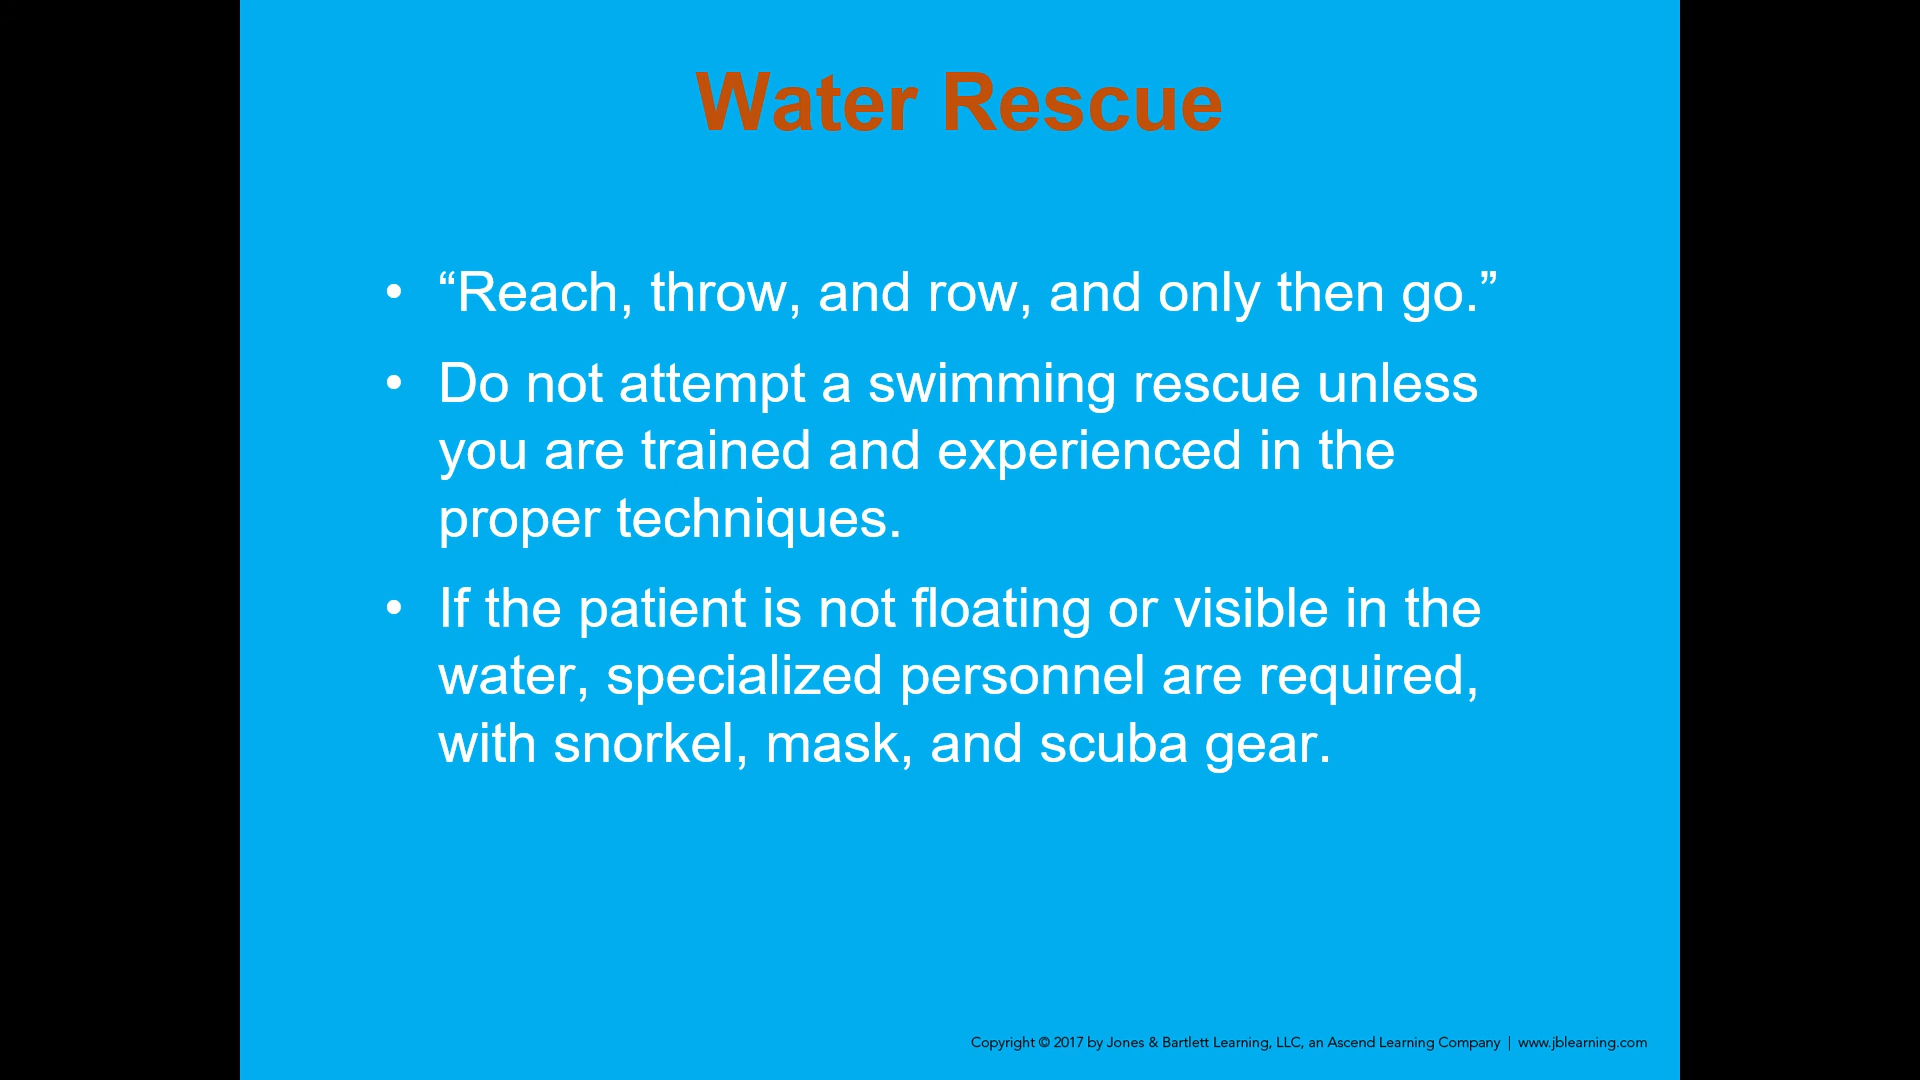 Water Rescue
• “Reach, throw, and row, and only then go.”
• Do not attempt a swimming rescue unless
you are trained and experienced in the
proper techniques.
• If the patient is not floating or visible in the
water, specialized personnel are required,
with snorkel, mask, and scuba gear.
Copyright © 2017 by Jones & Bartlett Learning, LLC, an Ascend Learning Company | www.jblearning.com